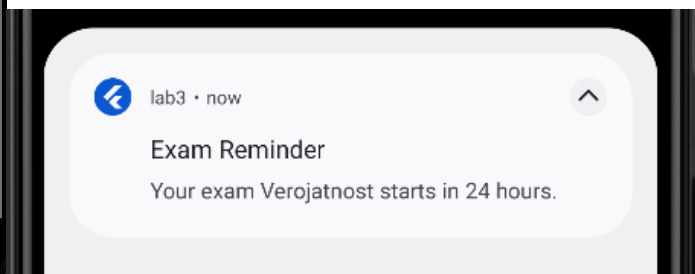 lab3 • now
Exam Reminder
Your exam Verojatnost starts in 24 hours.